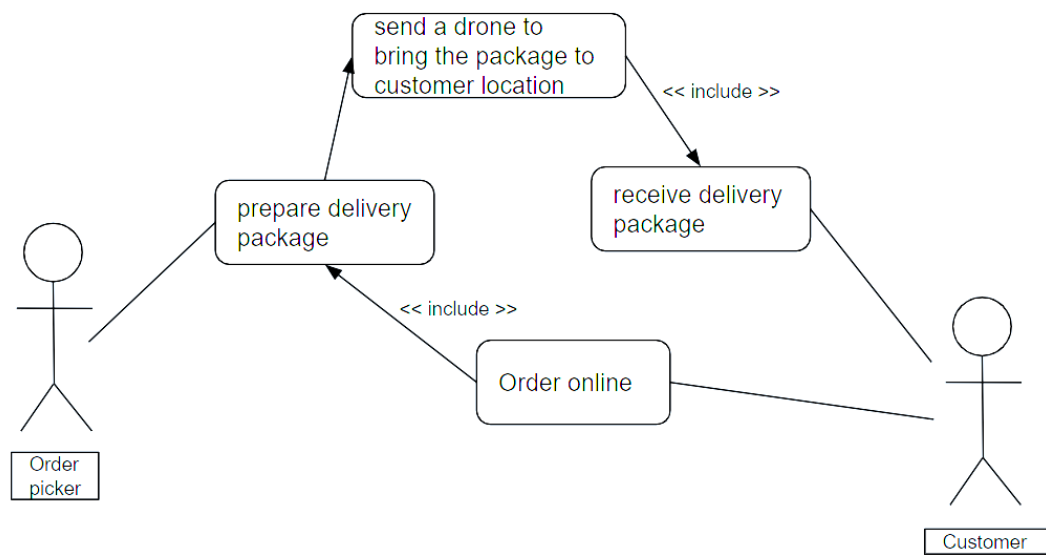 send a drone to
bring the package to
customer location
<< include >>
prepare delivery
package
receive delivery
package
<< include >>
Order online
Order
picker
Customer